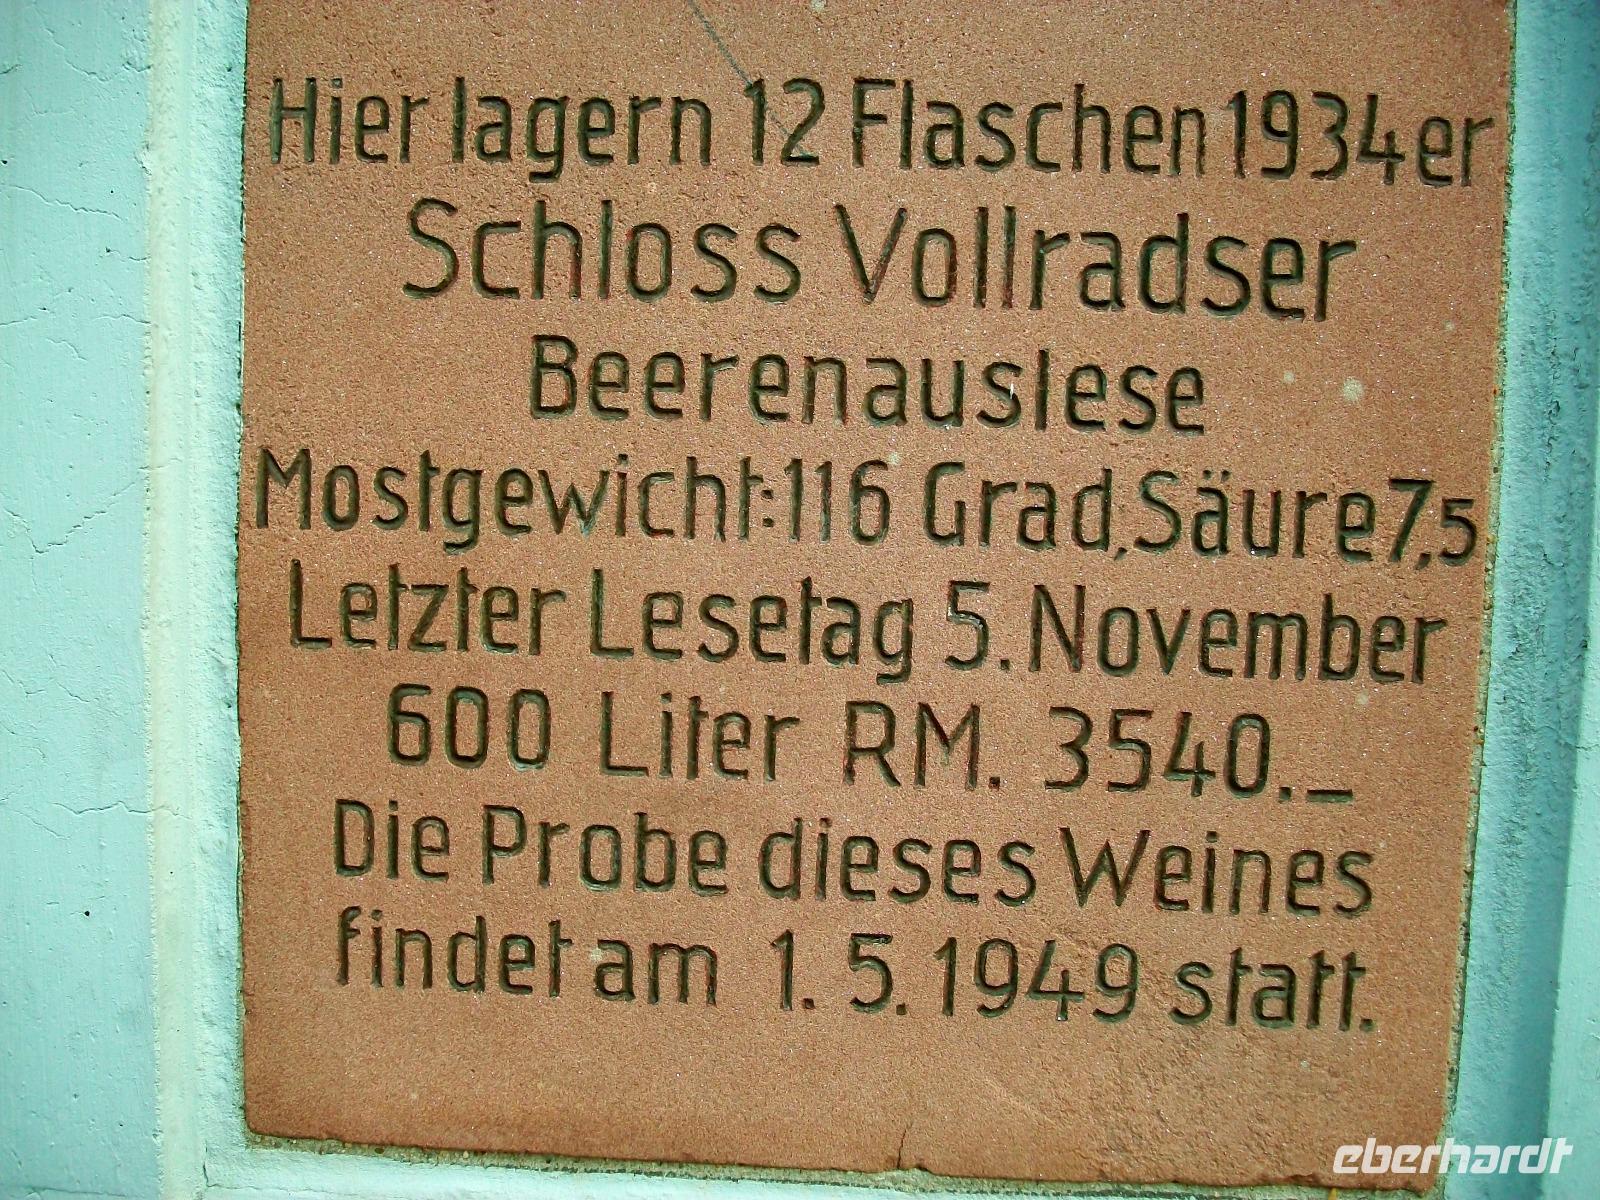 Hier lagern 12 Flaschen 1934er
Schloss Vollradser
Beerenauslese
Mostgewicht: 116 Grad, Säure 7,5
Letzter Lesetag 5. November
600 Liter RM. 3540.—
Die Probe dieses Weines
findet am 1. 5. 1949 statt.
eberhardt